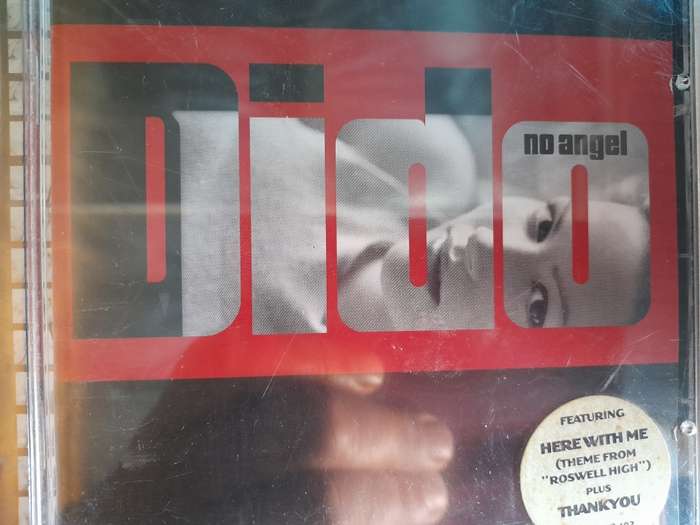 Dido
no angel
FEATURING
HERE WITH ME
(THEME FROM
"ROSWELL HIGH")
PLUS
THANKYOU